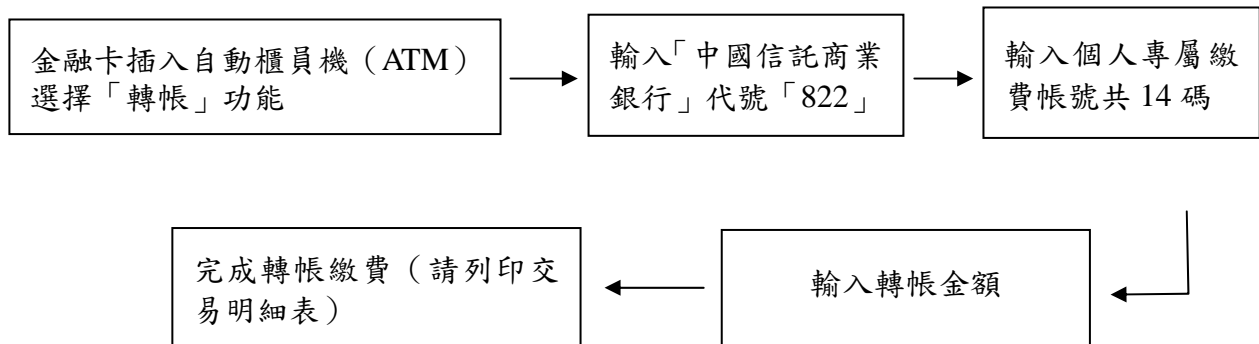 金融卡插入自動櫃員機（ATM）
選擇「轉帳」功能
輸入「中國信託商業
銀行」代號「822」
輸入個人專屬繳
費帳號共 14 碼
輸入轉帳金額
完成轉帳繳費（請列印交
易明細表）